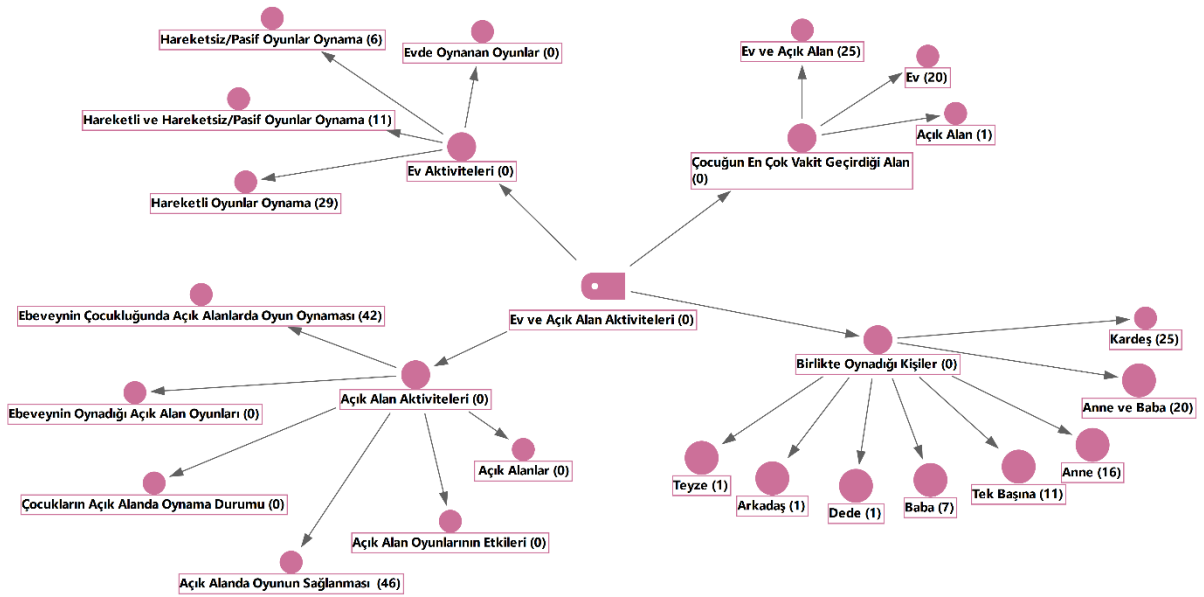 Hareketsiz/Pasif Oyunlar Oynama (6)
Evde Oynanan Oyunlar (0)
Hareketli ve Hareketsiz/Pasif Oyunlar Oynama (11)
Ev Aktiviteleri (0)
Hareketli Oyunlar Oynama (29)
Ev ve Açık Alan (25)
Ev (20)
Açık Alan (1)
Çocuğun En Çok Vakit Geçirdiği Alan
(0)
Ev ve Açık Alan Aktiviteleri (0)
Ebeveynin Çocukluğunda Açık Alanlarda Oyun Oynaması (42)
Açık Alan Aktiviteleri (0)
Ebeveynin Oynadığı Açık Alan Oyunları (0)
Açık Alanlar (0)
Çocukların Açık Alanda Oynama Durumu (0)
Açık Alan Oyunlarının Etkileri (0)
Açık Alanda Oyunun Sağlanması (46)
Birlikte Oynadığı Kişiler (0)
Kardeş (25)
Anne ve Baba (20)
Anne (16)
Tek Başına (11)
Baba (7)
Dede (1)
Arkadaş (1)
Teyze (1)